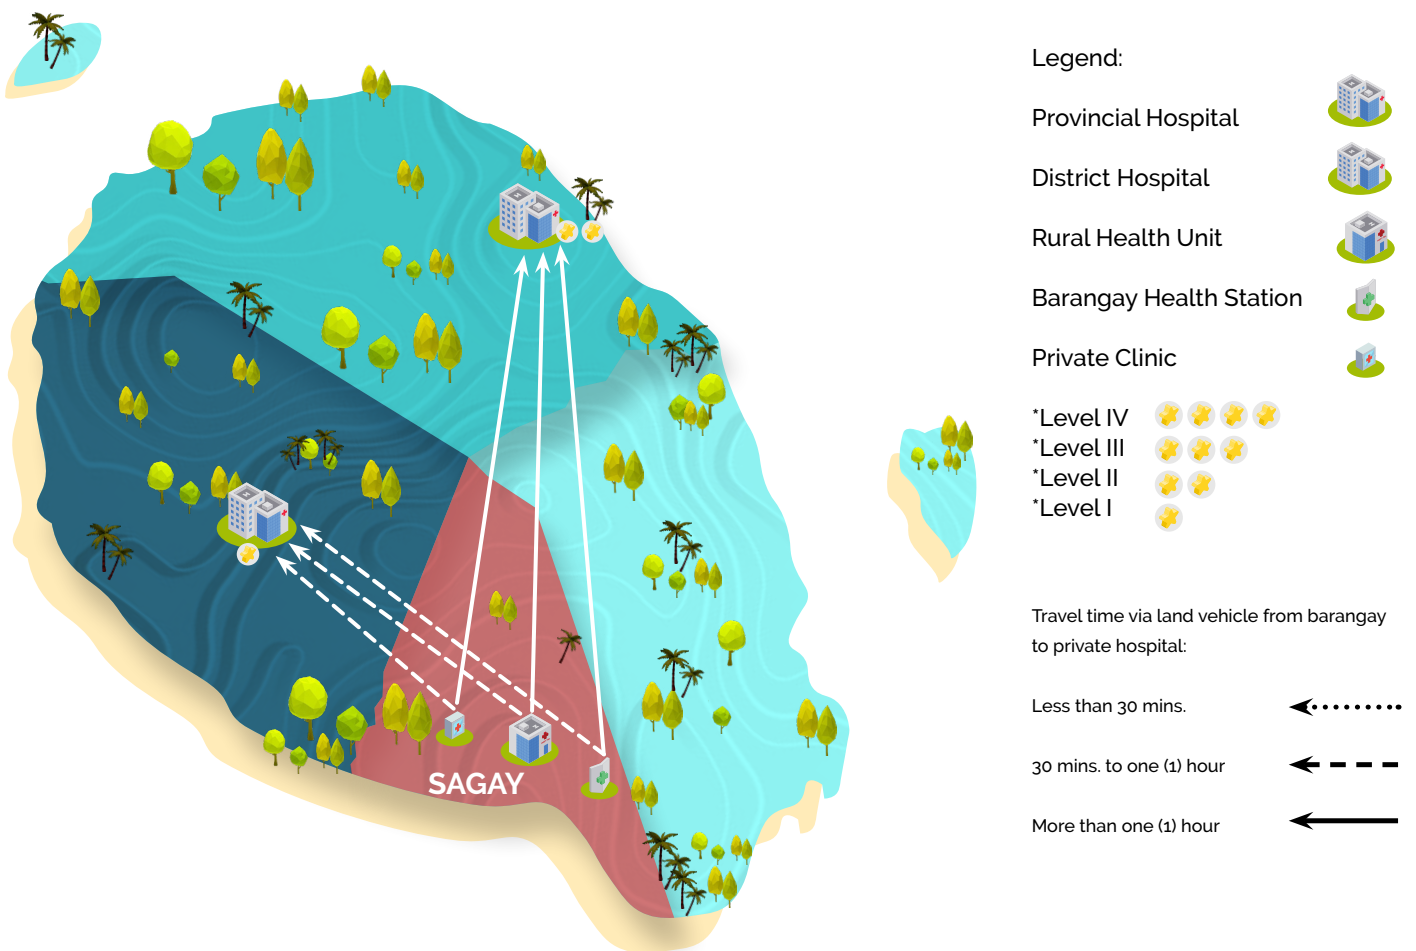 Legend:
Provincial Hospital
District Hospital
Rural Health Unit
Barangay Health Station
Private Clinic
*Level IV
*Level III
*Level II
*Level I
Travel time via land vehicle from barangay
to private hospital:
Less than 30 mins.
30 mins. to one (1) hour
More than one (1) hour
SAGAY